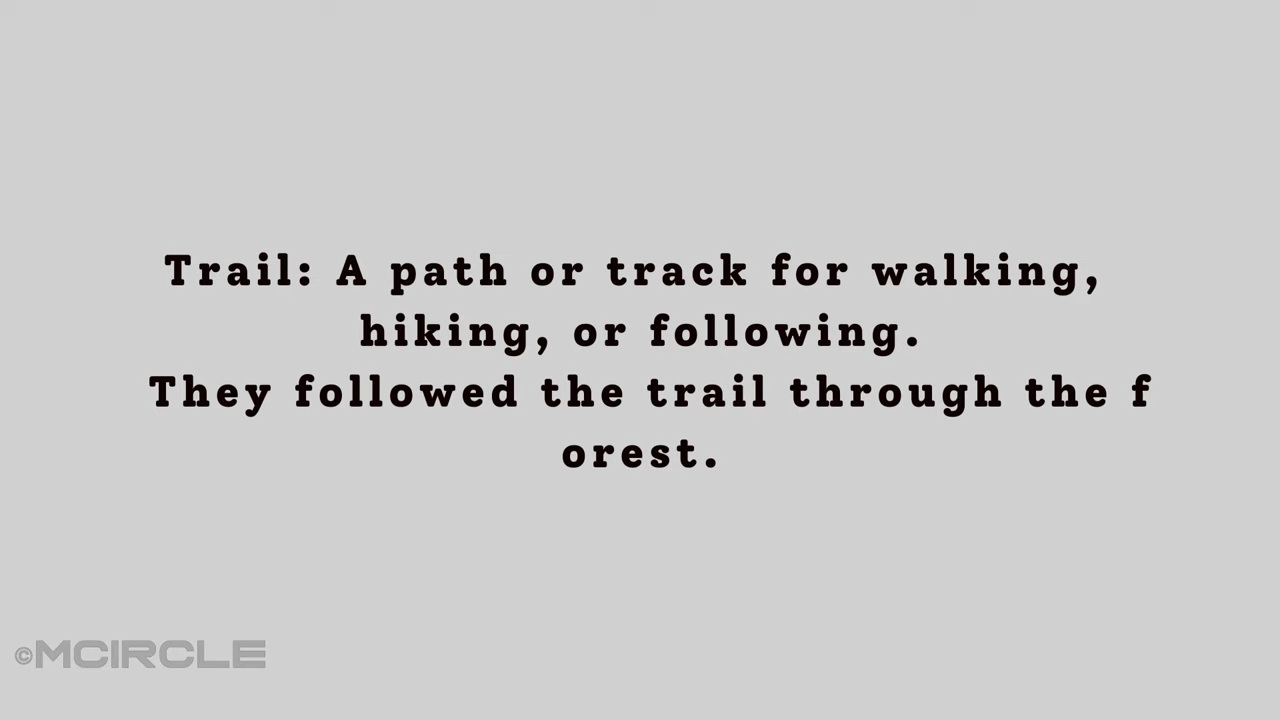 Trail: A path or track for walking,
hiking, or following.
They followed the trail through the f
orest.
©MCIRCLE